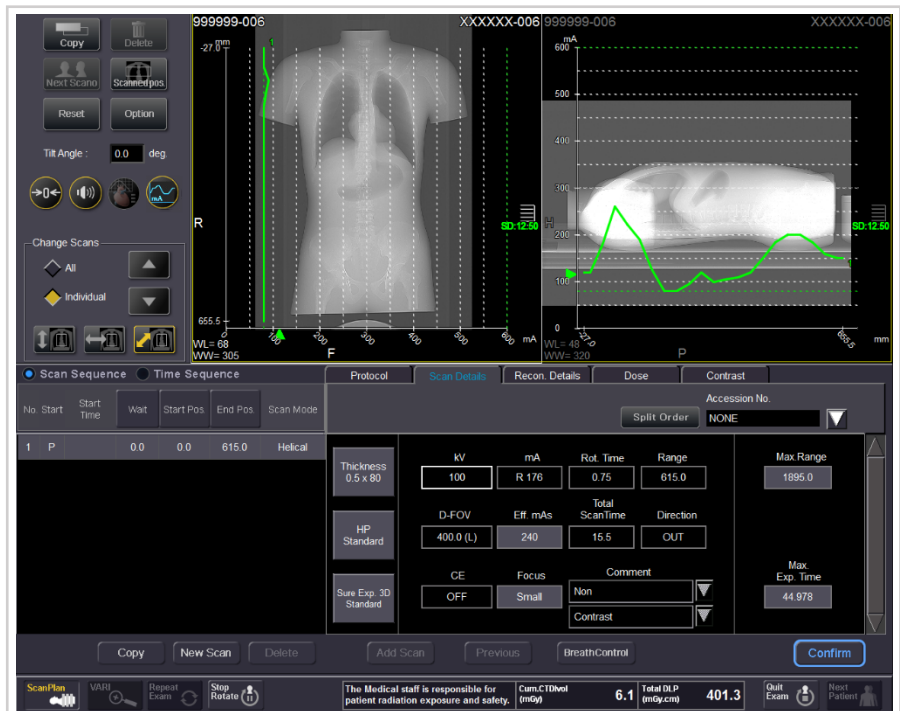 Copy Delete
Next Scano Scanned pos.
Reset Option
Tilt Angle : 0.0 deg.
→0←
mA
Change Scans
All
Individual
999999-006 XXXXXX-006
mm
-27.0
1
R
SD:12.50
655.5
0 100 200 300 400 500 600 mA
WL= 68
WW= 305
F
999999-006 XXXXXX-006
mA
600
500
400
300
H
200
SD:12.50
100
1
0
-27.0 655.5 mm
WL= 48
WW= 320
P
Scan Sequence Time Sequence
No. Start Start Time Wait Start Pos End Pos Scan Mode
1 P 0.0 0.0 615.0 Helical
Protocol Scan Details Recon. Details Dose Contrast
Accession No.
Split Order NONE
Thickness
0.5 x 80
HP
Standard
Sure Exp. 3D
Standard
kV mA Rot. Time Range Max.Range
100 R 176 0.75 615.0 1895.0
D-FOV Eff. mAs Total ScanTime Direction
400.0 (L) 240 15.5 OUT
CE Focus Comment Max. Exp. Time
OFF Small Non 44.978
Contrast
Copy New Scan Delete Add Scan Previous BreathControl Confirm
ScanPlan VARI Repeat Exam Stop Rotate
The Medical staff is responsible for
patient radiation exposure and safety.
Cum.CTDIvol
(mGy) 6.1
Total DLP
(mGy.cm) 401.3
Quit Exam Next Patient